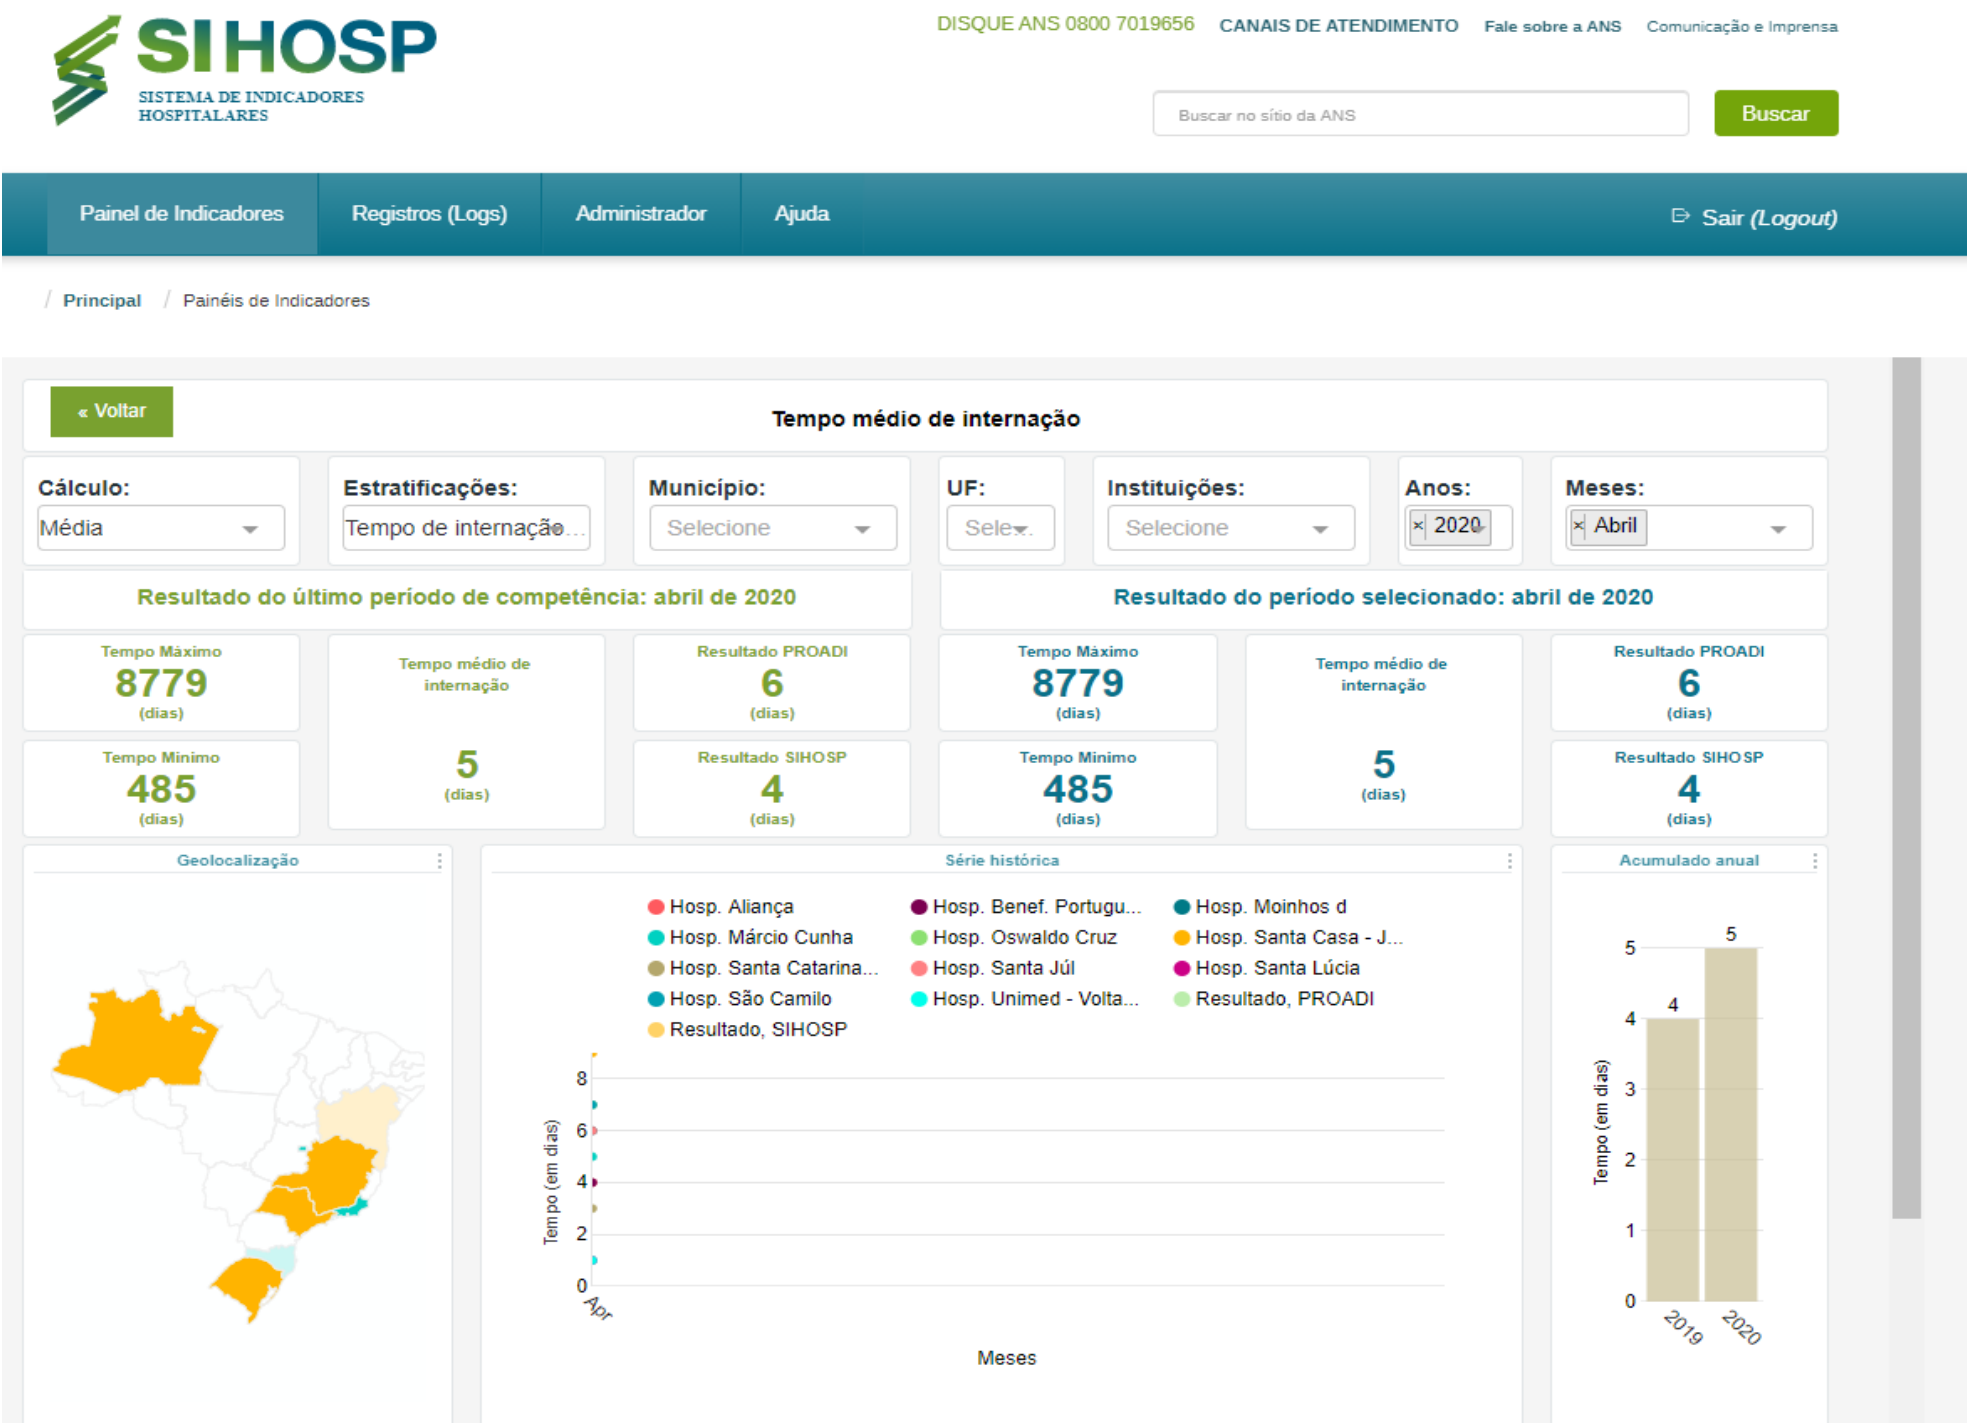 SIHOSP
SISTEMA DE INDICADORES
HOSPITALARES
DISQUE ANS 0800 7019656 CANAIS DE ATENDIMENTO Fale sobre a ANS Comunicação e Imprensa
Buscar no sítio da ANS Buscar
Painel de Indicadores Registros (Logs) Administrador Ajuda Sair (Logout)
/ Principal / Painéis de Indicadores
« Voltar
Tempo médio de internação
Cálculo: Estratificações: Município: UF: Instituições: Anos: Meses:
Média Tempo de internação... Selecione Sele... Selecione × 2020 × Abril
Resultado do último período de competência: abril de 2020
Resultado do período selecionado: abril de 2020
Tempo Máximo
8779
(dias)
Tempo Minimo
485
(dias)
Tempo médio de
internação
5
(dias)
Resultado PROADI
6
(dias)
Resultado SIHOSP
4
(dias)
Tempo Máximo
8779
(dias)
Tempo Minimo
485
(dias)
Tempo médio de
internação
5
(dias)
Resultado PROADI
6
(dias)
Resultado SIHOSP
4
(dias)
Geolocalização
Série histórica
Hosp. Aliança Hosp. Benef. Portugu... Hosp. Moinhos d
Hosp. Márcio Cunha Hosp. Oswaldo Cruz Hosp. Santa Casa - J...
Hosp. Santa Catarina... Hosp. Santa Júl Hosp. Santa Lúcia
Hosp. São Camilo Hosp. Unimed - Volta... Resultado, PROADI
Resultado, SIHOSP
Tempo (em dias)
8
6
4
2
0
Apr
Meses
Acumulado anual
Tempo (em dias)
5
4
3
2
1
0
4
5
2019
2020